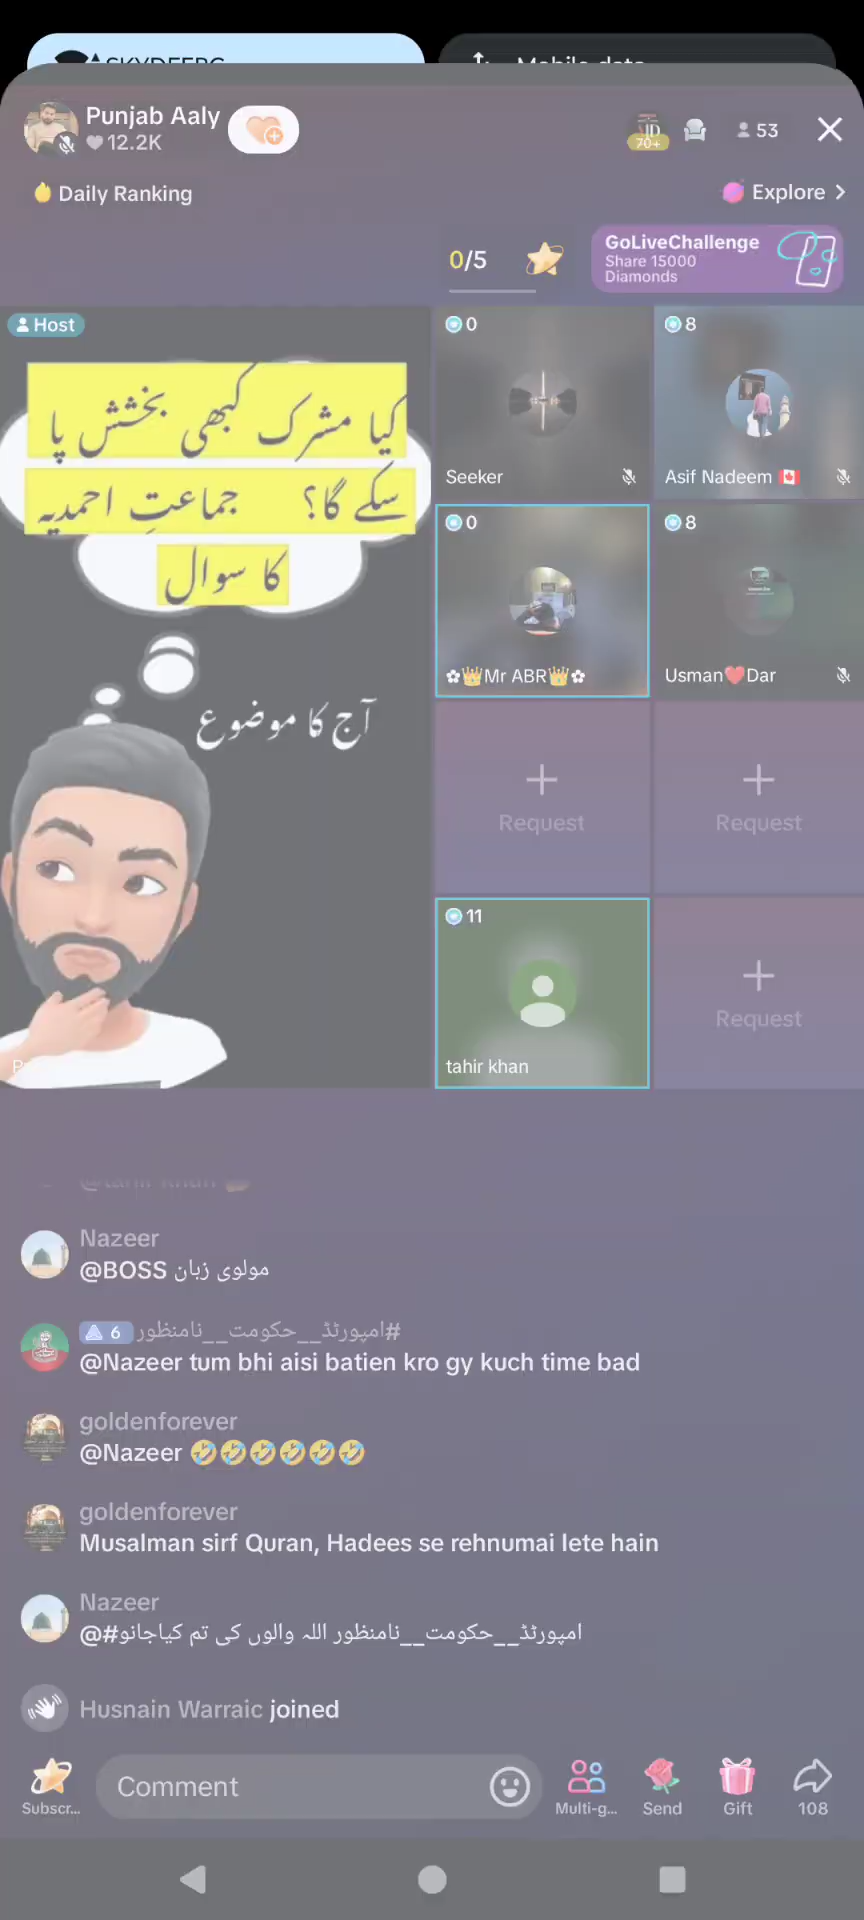 Punjab Aaly
12.2K
70+
53
Daily Ranking
Explore
0/5
GoLiveChallenge
Share 15000
Diamonds
Host
کیا مشرک کبھی بخشش پا
سکے گا؟ جماعتِ احمدیہ
کا سوال
آج کا موضوع
0
Seeker
8
Asif Nadeem 🇨🇦
0
✿👑Mr ABR👑✿
8
Usman❤️Dar
Request
Request
11
tahir khan
Request
Nazeer
@BOSS مولوی زبان
6 #امپورٹڈ__حکومت__نامنظور
@Nazeer tum bhi aisi batien kro gy kuch time bad
goldenforever
@Nazeer 🤣🤣🤣🤣🤣🤣
goldenforever
Musalman sirf Quran, Hadees se rehnumai lete hain
Nazeer
@#امپورٹڈ__حکومت__نامنظور اللہ والوں کی تم کیاجانو
Husnain Warraic joined
Subscr...
Comment
Multi-g...
Send
Gift
108